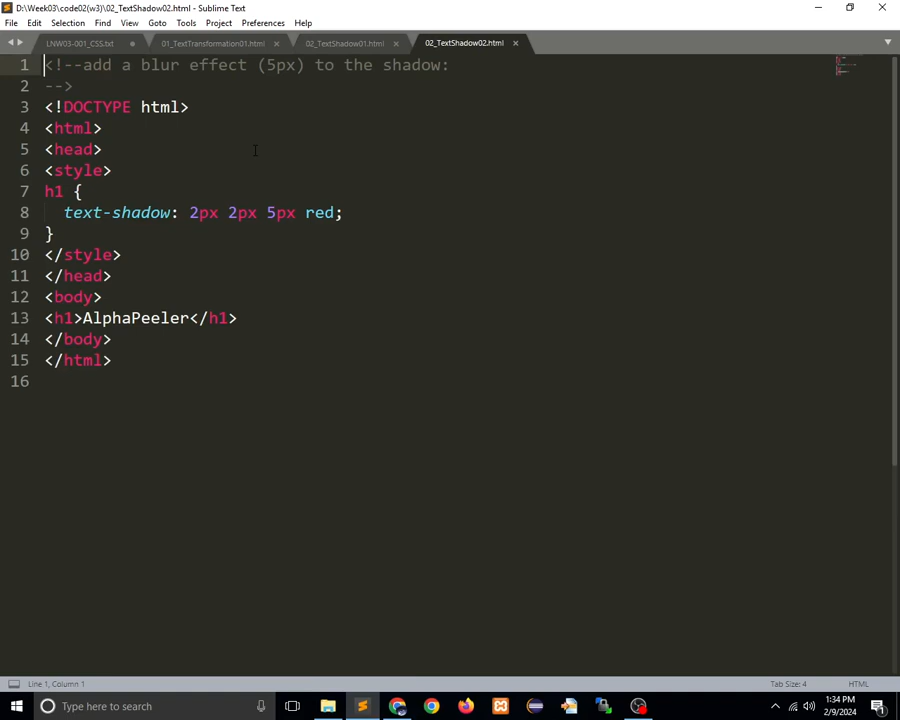 D:\Week03\code02(w3)\02_TextShadow02.html - Sublime Text
File Edit Selection Find View Goto Tools Project Preferences Help
LNW03-001_CSS.txt 01_TextTransformation01.html 02_TextShadow01.html 02_TextShadow02.html
1 <!--add a blur effect (5px) to the shadow:
2 -->
3 <!DOCTYPE html>
4 <html>
5 <head>
6 <style>
7 h1 {
8 text-shadow: 2px 2px 5px red;
9 }
10 </style>
11 </head>
12 <body>
13 <h1>AlphaPeeler</h1>
14 </body>
15 </html>
16
Line 1, Column 1 Tab Size: 4 HTML
Type here to search
1:34 PM
2/9/2024
1